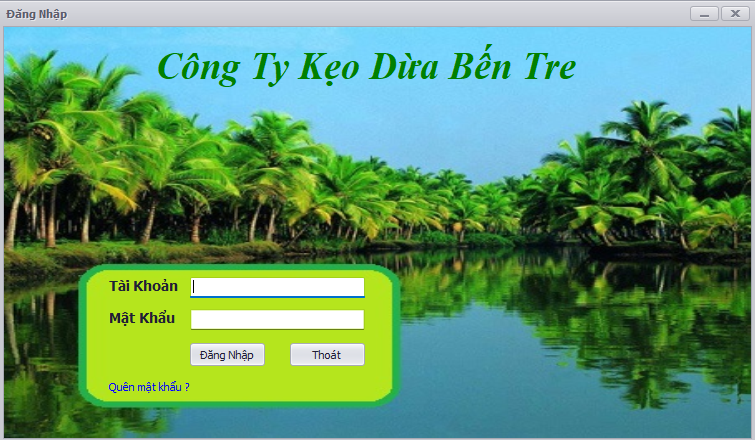 Đăng Nhập
Công Ty Kẹo Dừa Bến Tre
Tài Khoản
Mật Khẩu
Đăng Nhập Thoát
Quên mật khẩu ?